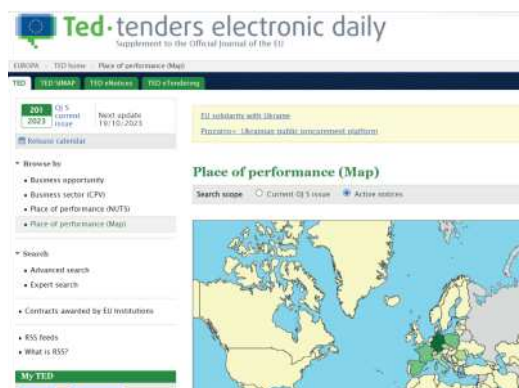 Ted·tenders electronic daily
Supplement to the Official Journal of the EU
EUROPA > TED home > Place of performance (Map)
TED
TED SIMAP
TED eNotices
TED eTendering
201
2023
OJ S
current
issue
Next update
19/10/2023
Release calendar
Browse by
Business opportunity
Business sector (CPV)
Place of performance (NUTS)
Place of performance (Map)
Search
Advanced search
Expert search
Contracts awarded by EU Institutions
RSS feeds
What is RSS?
My TED
EU solidarity with Ukraine
Prozorro+ Ukrainian public procurement platform
Place of performance (Map)
Search scope
Current OJ S issue
Active notices